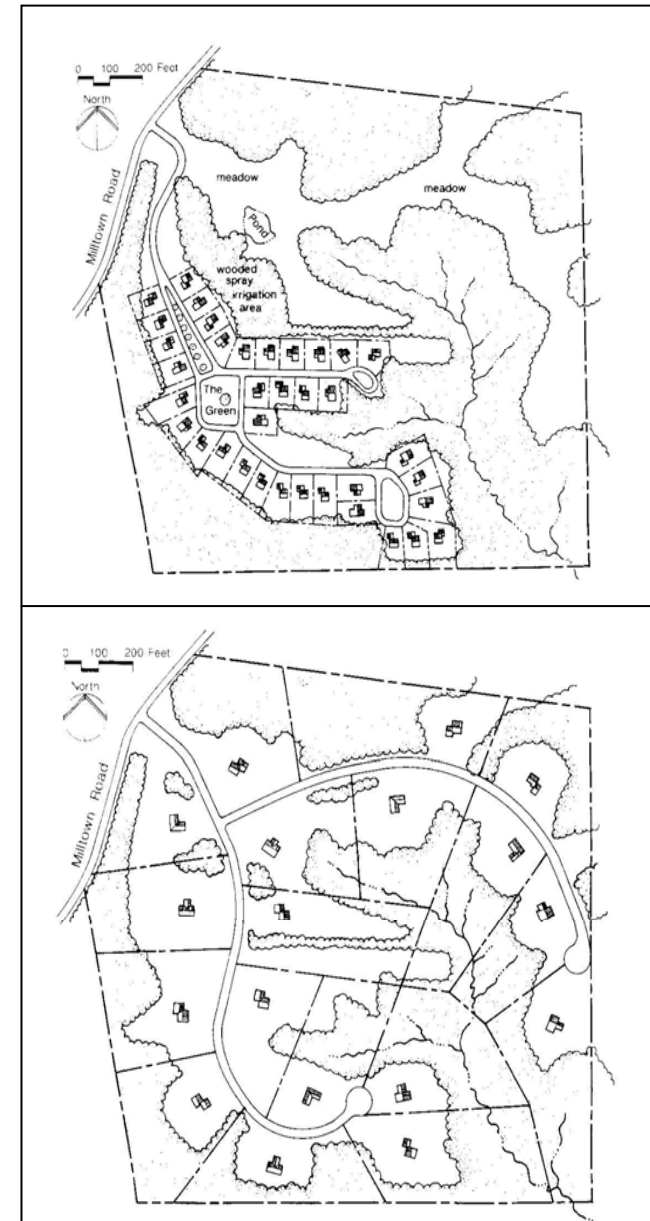 0 100 200 Feet
North
Milltown Road
meadow
meadow
Pond
wooded
spray
irrigation
area
The
Green
0 100 200 Feet
North
Milltown Road